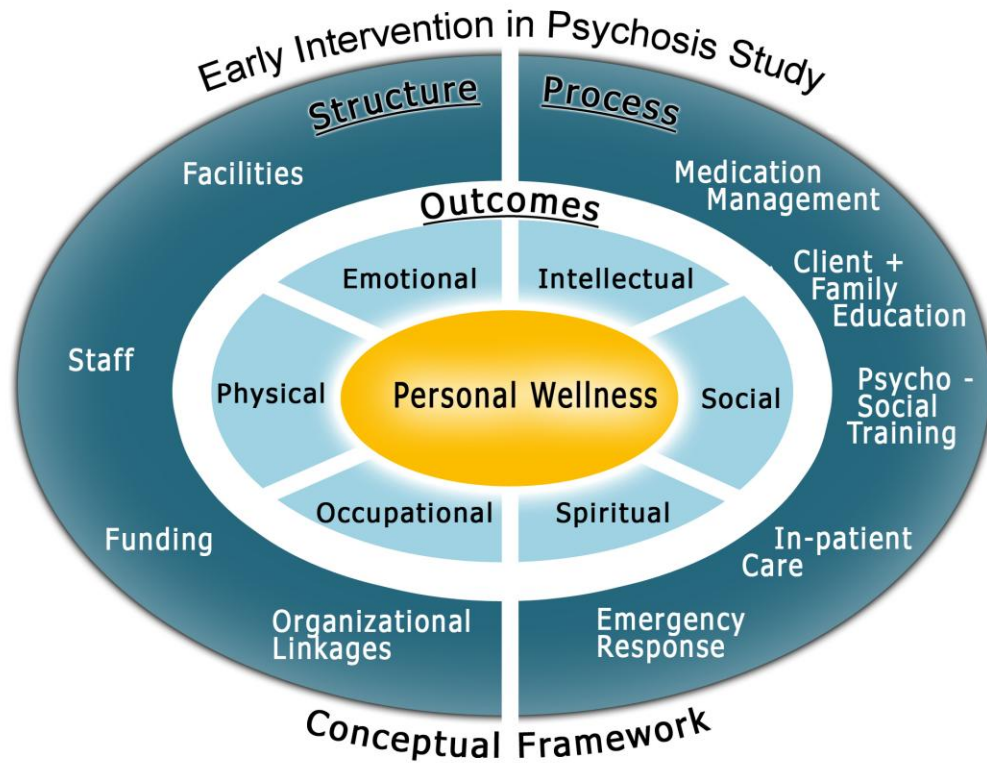 Early Intervention in Psychosis Study
Structure
Process
Facilities
Staff
Funding
Organizational
Linkages
Medication
Management
Client +
Family
Education
Psycho -
Social
Training
In-patient
Care
Emergency
Response
Outcomes
Emotional
Intellectual
Physical
Personal Wellness
Social
Occupational
Spiritual
Conceptual Framework